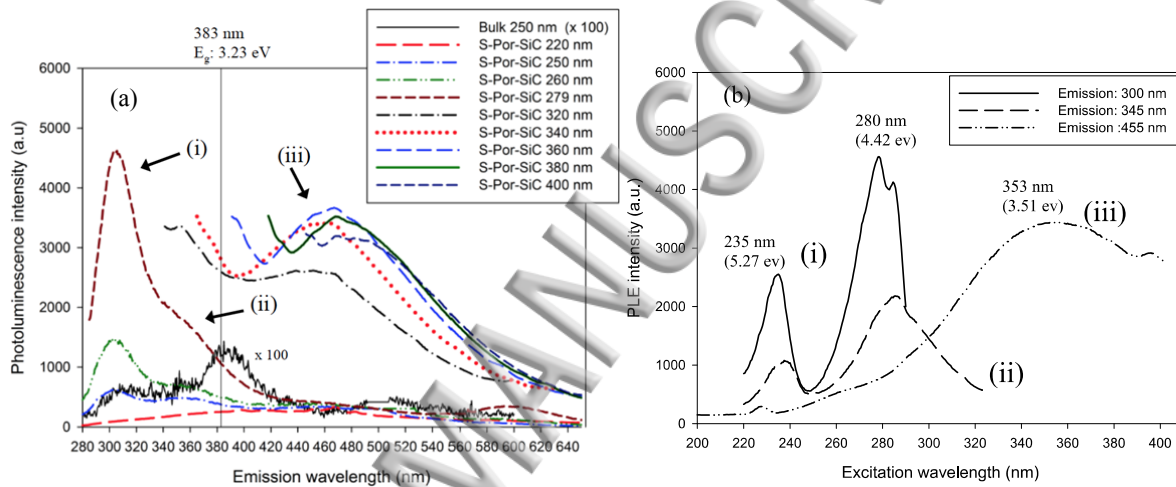 383 nm
Eg: 3.23 eV
Bulk 250 nm (x 100)
S-Por-SiC 220 nm
S-Por-SiC 250 nm
S-Por-SiC 260 nm
S-Por-SiC 279 nm
S-Por-SiC 320 nm
S-Por-SiC 340 nm
S-Por-SiC 360 nm
S-Por-SiC 380 nm
S-Por-SiC 400 nm
(a)
(i)
(ii)
(iii)
x 100
Photoluminescence intensity (a.u)
6000
5000
4000
3000
2000
1000
0
280 300 320 340 360 380 400 420 440 460 480 500 520 540 560 580 600 620 640
Emission wavelength (nm)
(b)
Emission: 300 nm
Emission: 345 nm
Emission :455 nm
280 nm
(4.42 ev)
353 nm
(3.51 ev)
235 nm
(5.27 ev)
(i)
(ii)
(iii)
PLE intensity (a.u.)
6000
5000
4000
3000
2000
1000
0
200 220 240 260 280 300 320 340 360 380 400
Excitation wavelength (nm)
MANUSCR